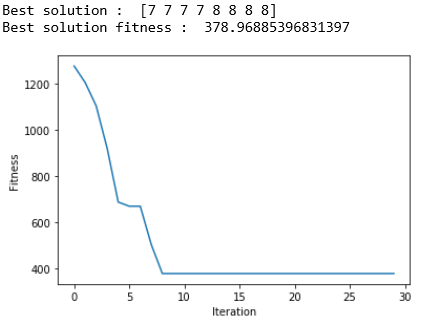 Best solution :  [7 7 7 7 8 8 8 8]
Best solution fitness :  378.96885396831397
1200
1000
800
600
400
Fitness
0 5 10 15 20 25 30
Iteration